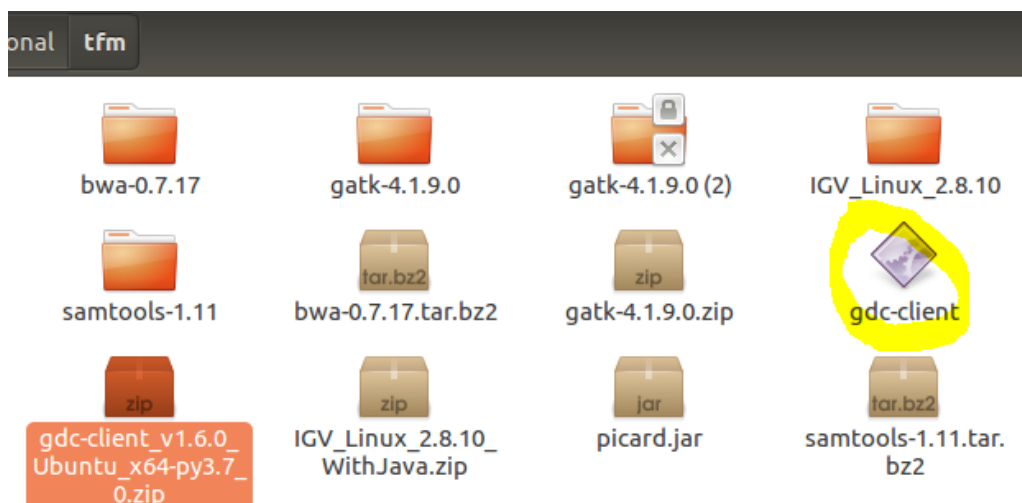 onal tfm
bwa-0.7.17 gatk-4.1.9.0 gatk-4.1.9.0 (2) IGV_Linux_2.8.10
tar.bz2 zip
samtools-1.11 bwa-0.7.17.tar.bz2 gatk-4.1.9.0.zip gdc-client
zip zip jar tar.bz2
gdc-client_v1.6.0_ IGV_Linux_2.8.10_ picard.jar samtools-1.11.tar.
Ubuntu_x64-py3.7_ WithJava.zip bz2
0.zip